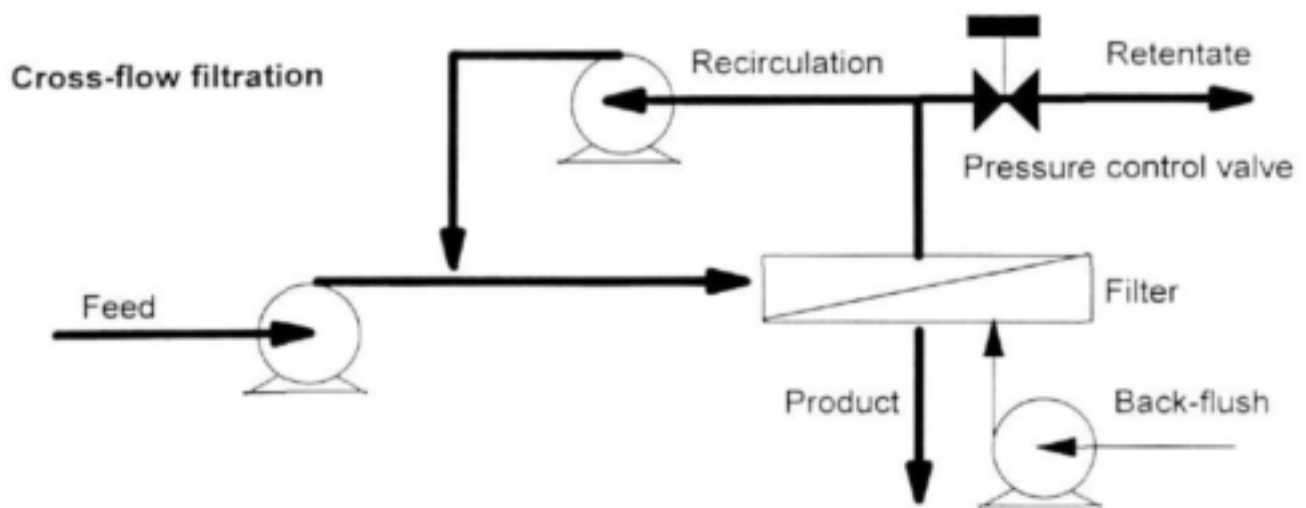 Cross-flow filtration
Recirculation
Retentate
Pressure control valve
Feed
Filter
Product
Back-flush